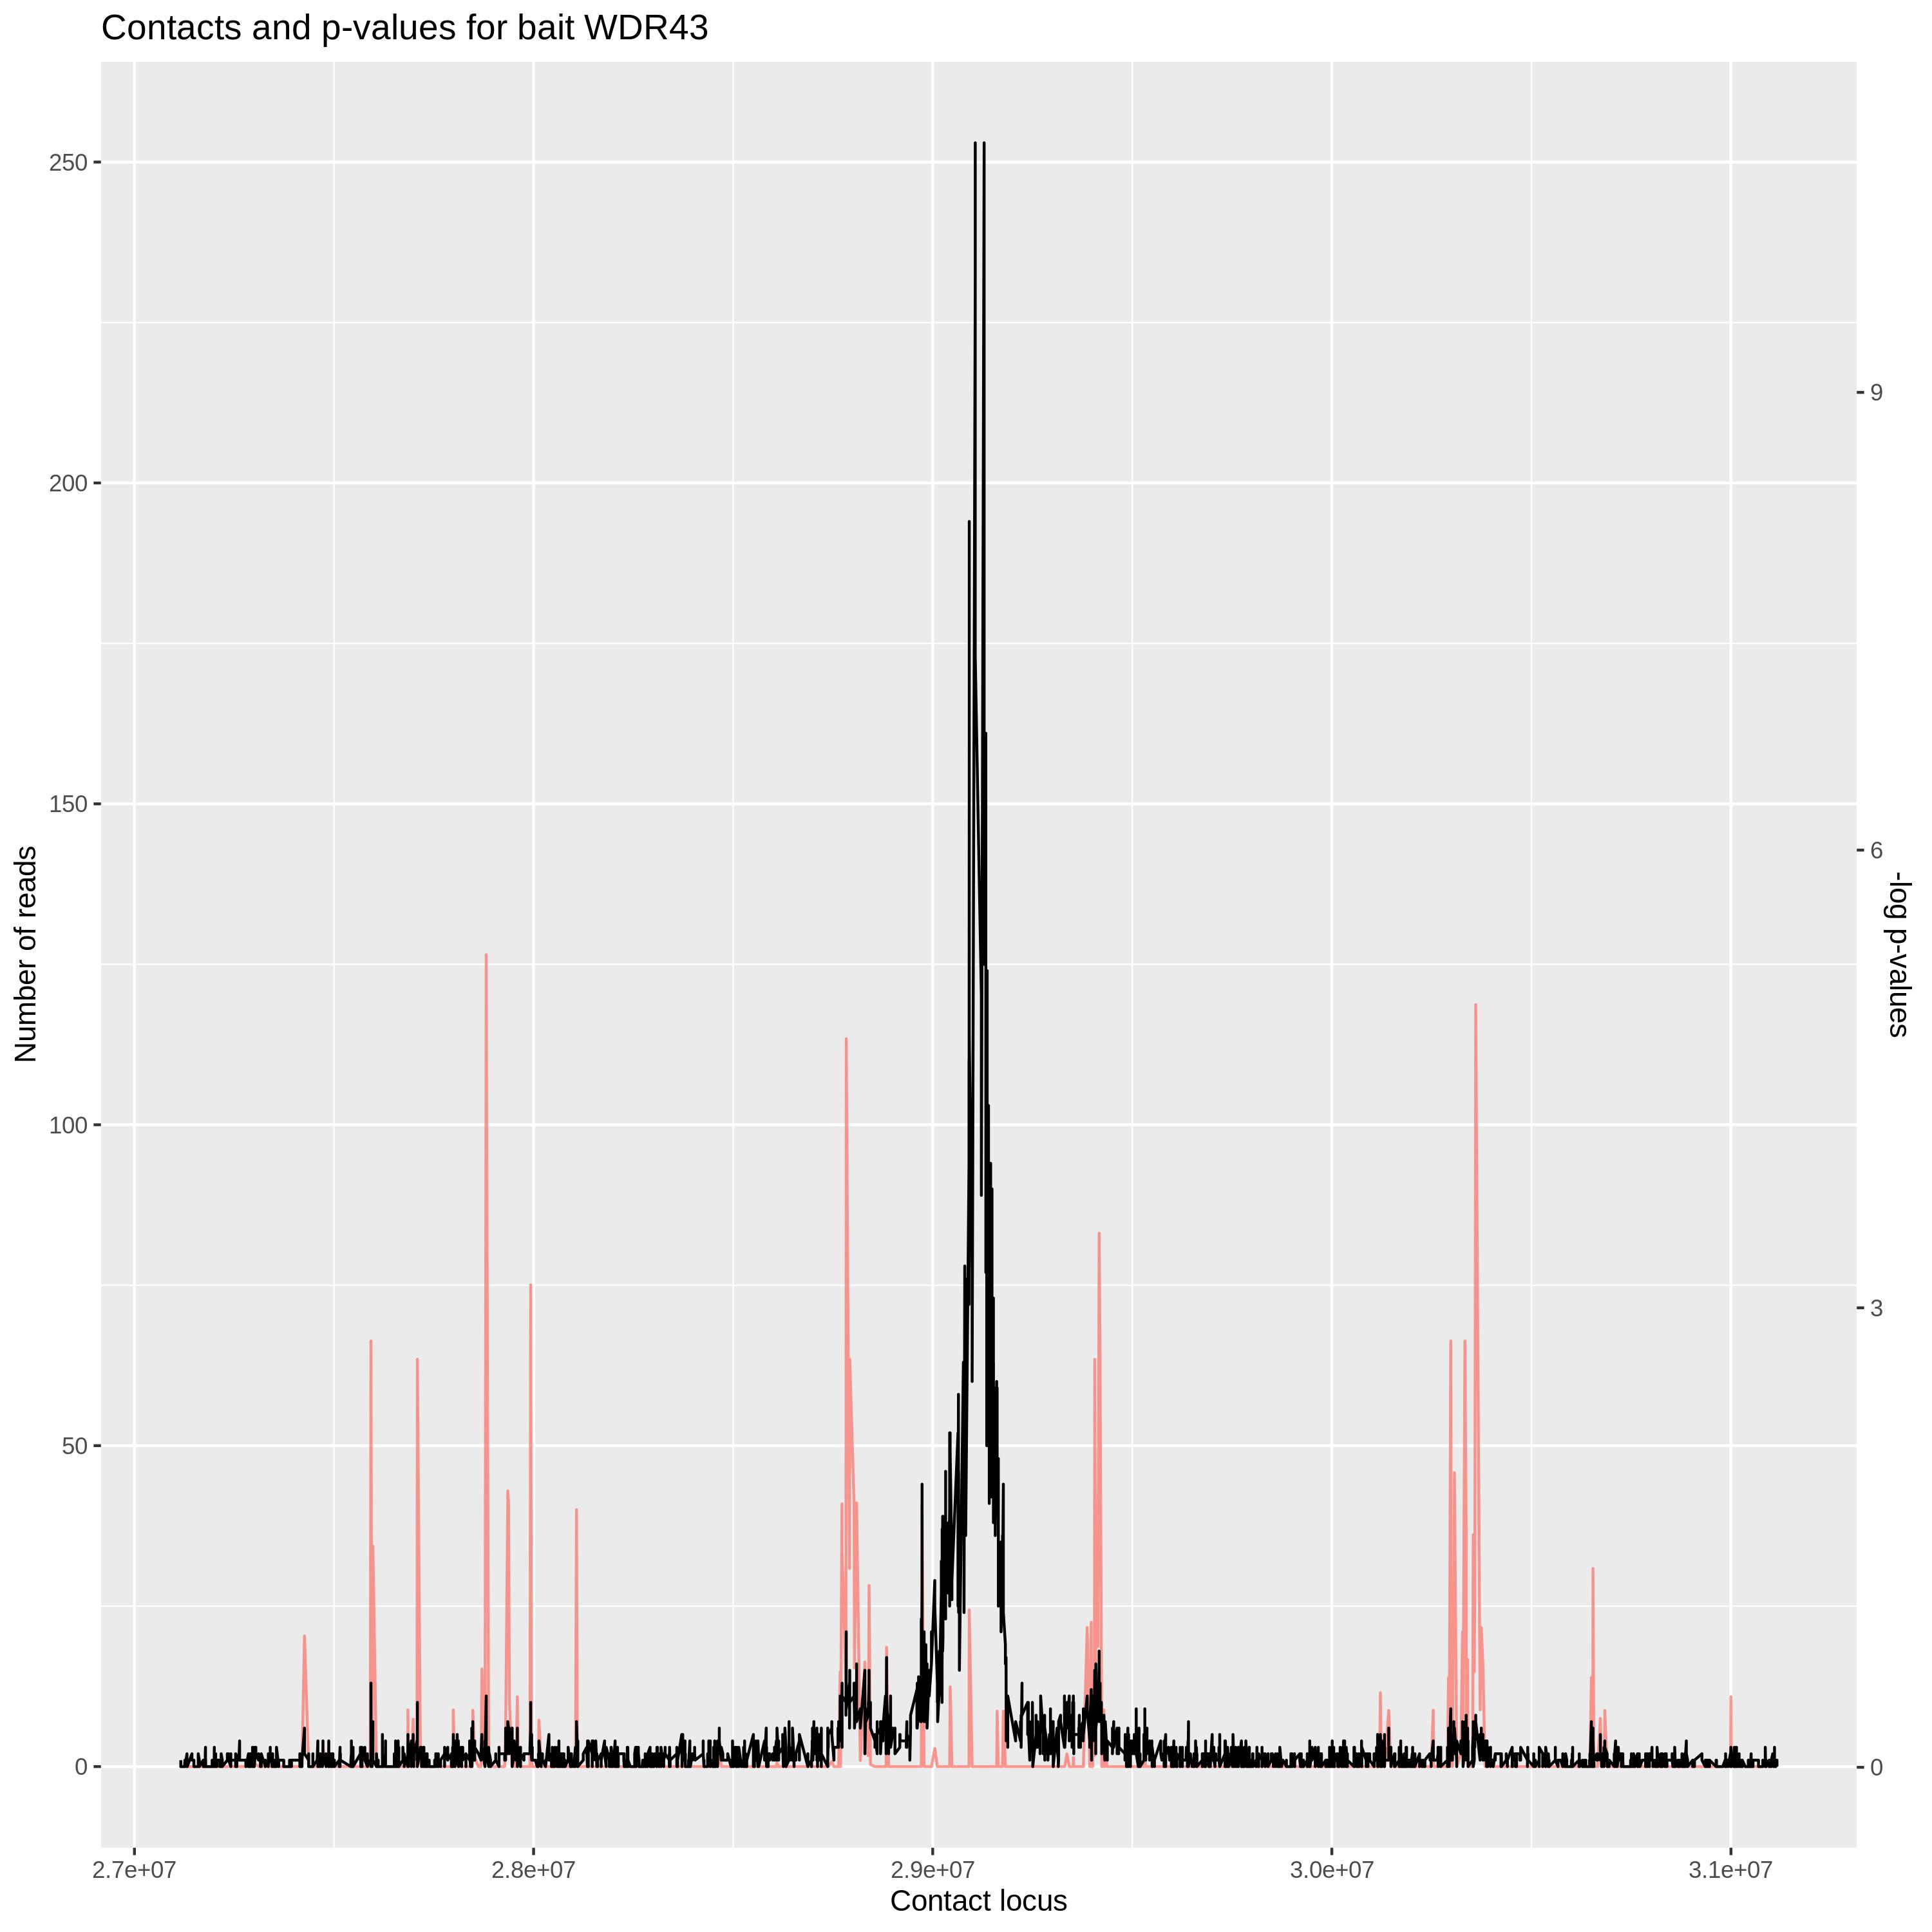 Contacts and p-values for bait WDR43
250
200
150
100
50
0
Number of reads
9
6
3
0
-log p-values
2.7e+07 2.8e+07 2.9e+07 3.0e+07 3.1e+07
Contact locus